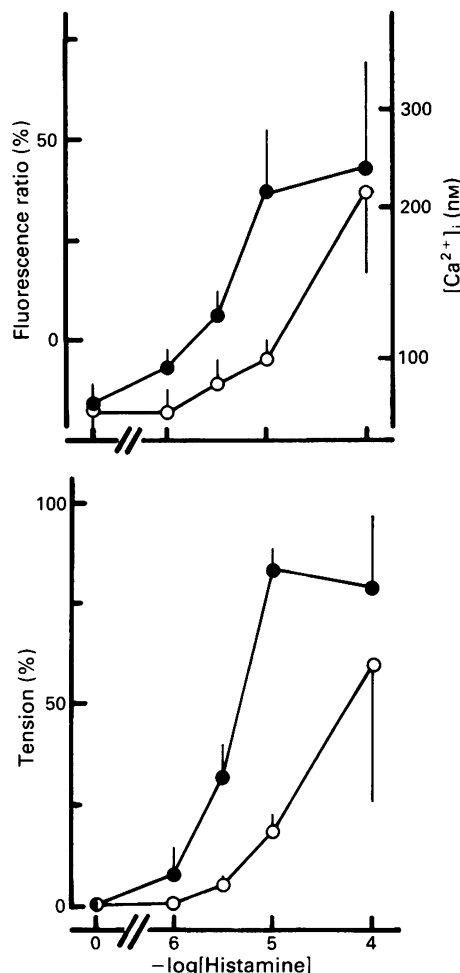 Fluorescence ratio (%)
50
0
300
200
100
[Ca²⁺]ᵢ (nM)
Tension (%)
100
50
0
0 6 5 4
−log[Histamine]